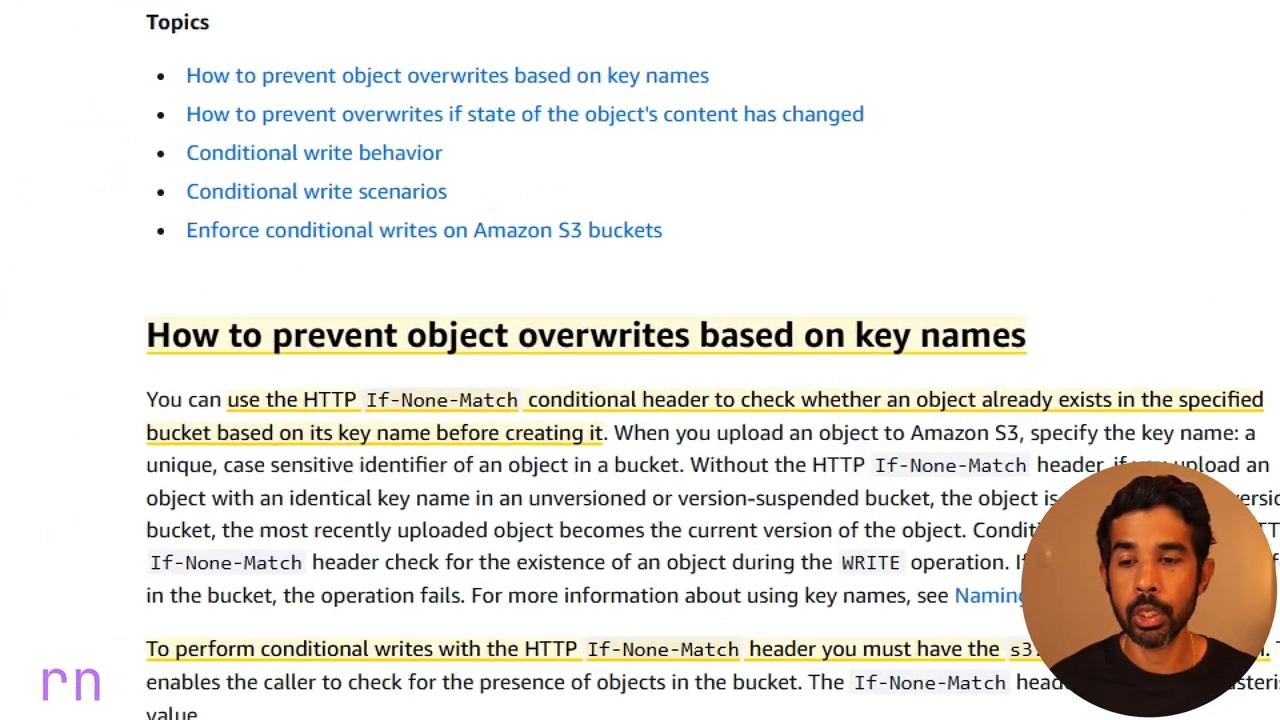 Topics
How to prevent object overwrites based on key names
How to prevent overwrites if state of the object's content has changed
Conditional write behavior
Conditional write scenarios
Enforce conditional writes on Amazon S3 buckets
How to prevent object overwrites based on key names
You can use the HTTP If-None-Match conditional header to check whether an object already exists in the specified
bucket based on its key name before creating it. When you upload an object to Amazon S3, specify the key name: a
unique, case sensitive identifier of an object in a bucket. Without the HTTP If-None-Match header, if upload an
object with an identical key name in an unversioned or version-suspended bucket, the object is
bucket, the most recently uploaded object becomes the current version of the object.
If-None-Match header check for the existence of an object during the WRITE operation.
in the bucket, the operation fails. For more information about using key names, see Naming
To perform conditional writes with the HTTP If-None-Match header you must have the s3:
enables the caller to check for the presence of objects in the bucket. The If-None-Match
value
rn